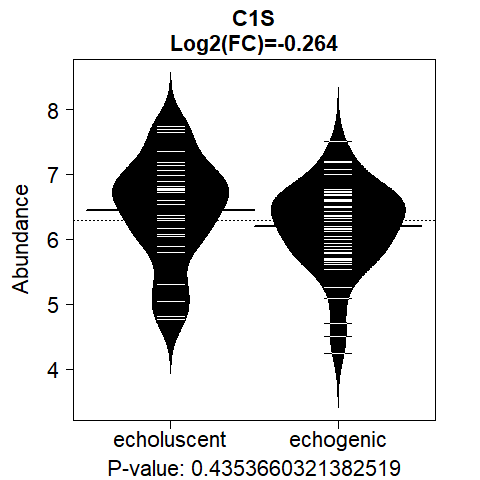 C1S
Log2(FC)=-0.264
Abundance
8
7
6
5
4
echoluscent echogenic
P-value: 0.4353660321382519